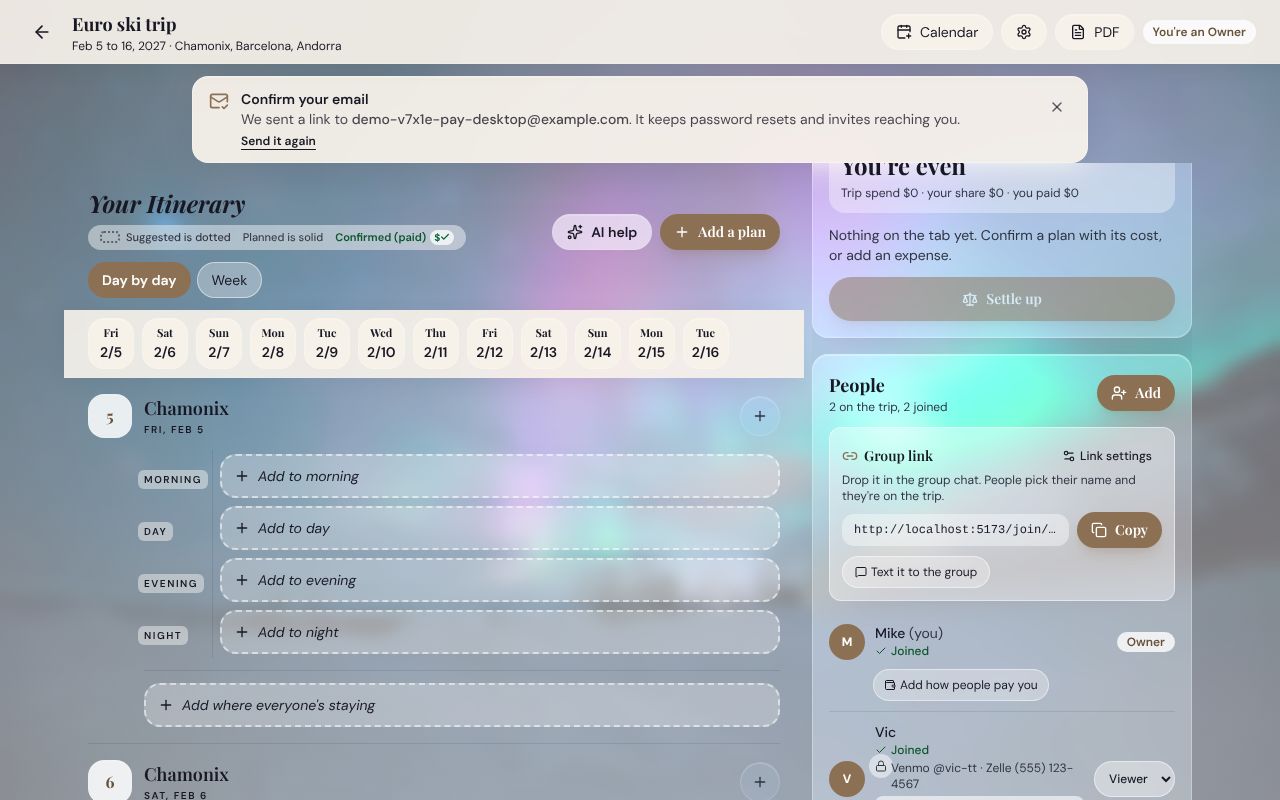 Euro ski trip
Feb 5 to 16, 2027 · Chamonix, Barcelona, Andorra
Calendar
PDF
You're an Owner
Confirm your email
We sent a link to demo-v7x1e-pay-desktop@example.com. It keeps password resets and invites reaching you.
Send it again
Your Itinerary
Suggested is dotted Planned is solid Confirmed (paid) $✓
AI help
Add a plan
Day by day
Week
Fri 2/5
Sat 2/6
Sun 2/7
Mon 2/8
Tue 2/9
Wed 2/10
Thu 2/11
Fri 2/12
Sat 2/13
Sun 2/14
Mon 2/15
Tue 2/16
5
Chamonix
FRI, FEB 5
MORNING
Add to morning
DAY
Add to day
EVENING
Add to evening
NIGHT
Add to night
Add where everyone's staying
6
Chamonix
SAT, FEB 6
You're even
Trip spend $0 · your share $0 · you paid $0
Nothing on the tab yet. Confirm a plan with its cost,
or add an expense.
Settle up
People
2 on the trip, 2 joined
Add
Group link
Link settings
Drop it in the group chat. People pick their name and
they're on the trip.
http://localhost:5173/join/…
Copy
Text it to the group
M
Mike (you)
Joined
Owner
Add how people pay you
V
Vic
Joined
Venmo @vic-tt · Zelle (555) 123-
4567
Viewer